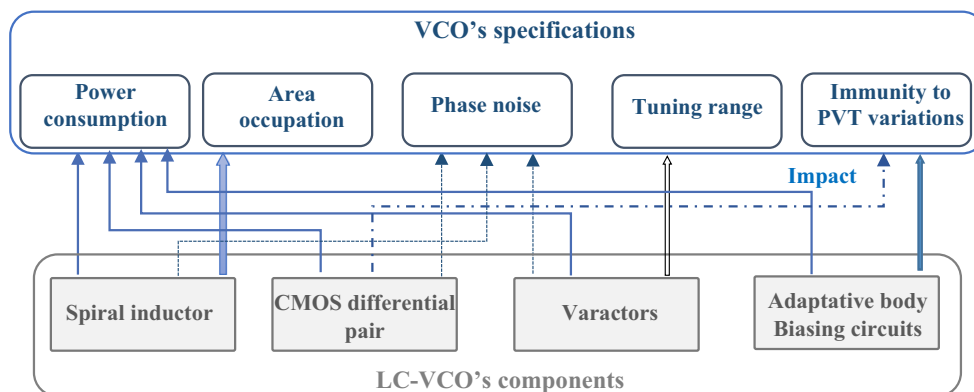 VCO's specifications
Power
consumption
Area
occupation
Phase noise
Tuning range
Immunity to
PVT variations
Impact
Spiral inductor
CMOS differential
pair
Varactors
Adaptative body
Biasing circuits
LC-VCO's components